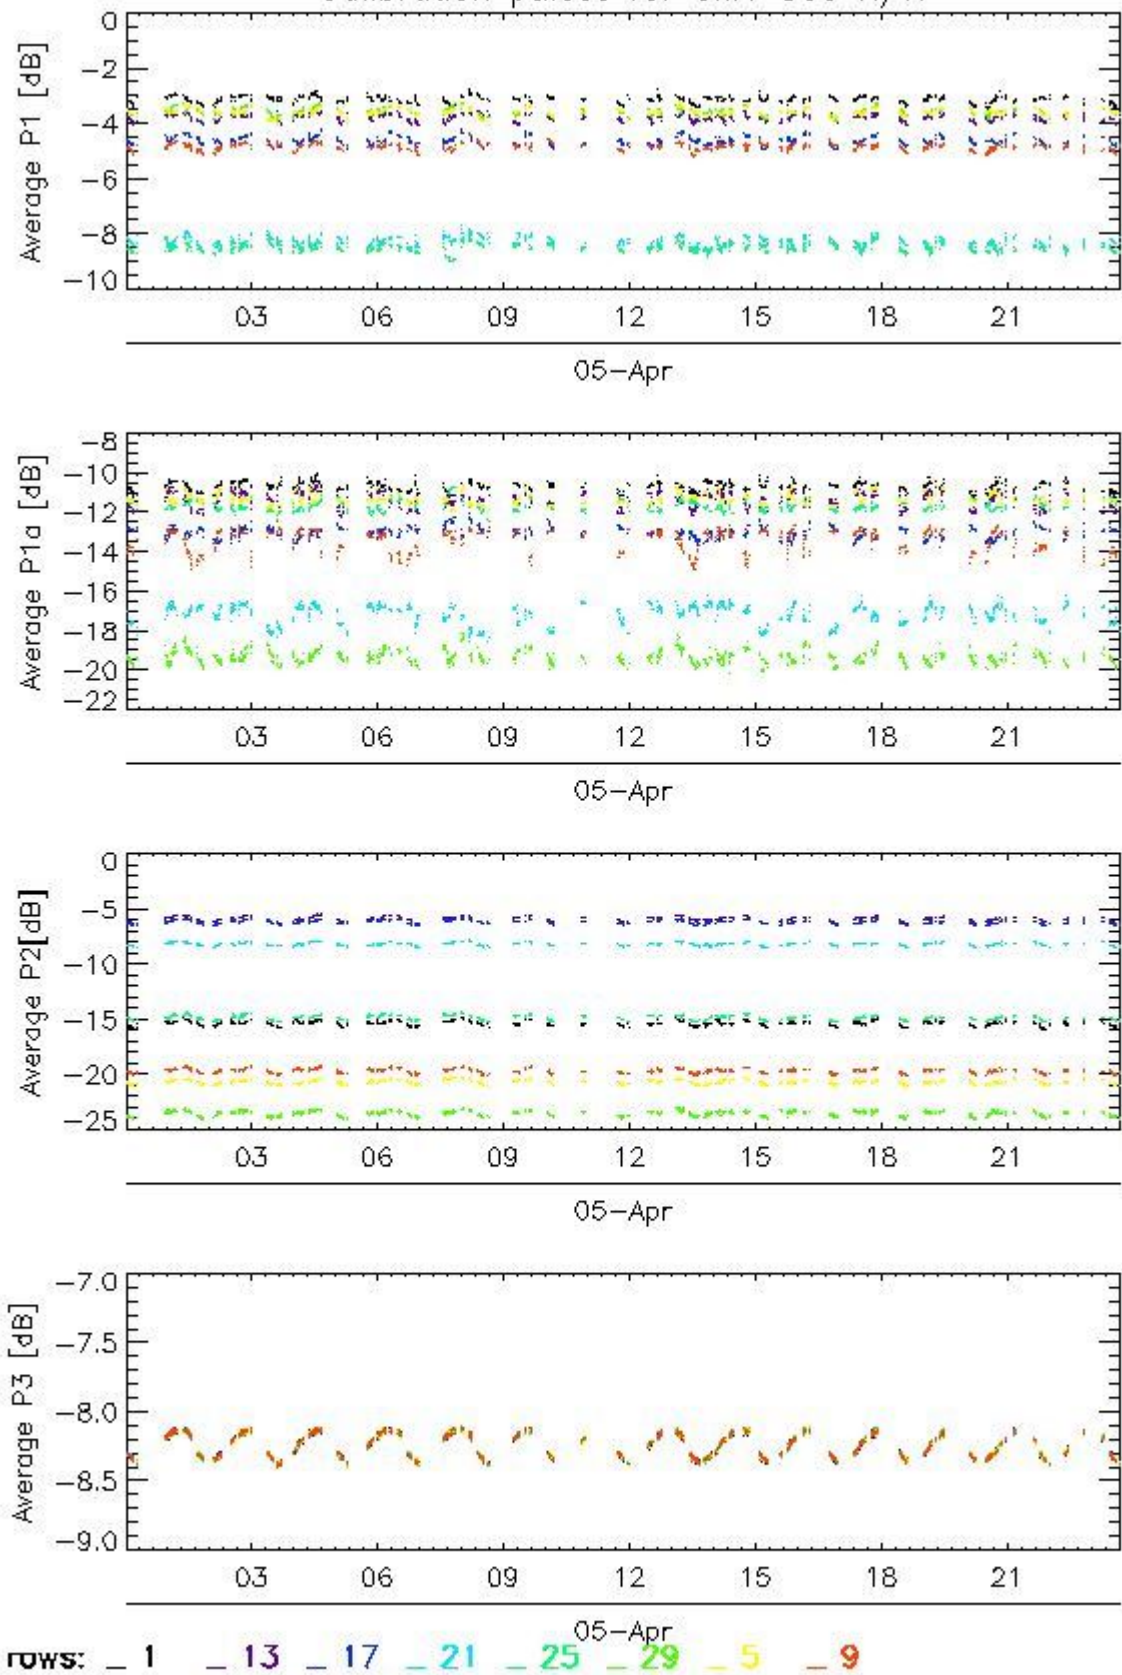 0
-2
-4
-6
-8
-10
Average P1 [dB]
03 06 09 12 15 18 21
05-Apr
-8
-10
-12
-14
-16
-18
-20
-22
Average P1a [dB]
03 06 09 12 15 18 21
05-Apr
0
-5
-10
-15
-20
-25
Average P2[dB]
03 06 09 12 15 18 21
05-Apr
-7.0
-7.5
-8.0
-8.5
-9.0
Average P3 [dB]
03 06 09 12 15 18 21
05-Apr
rows: _ 1 _ 13 _ 17 _ 21 _ 25 _ 29 _ 5 _ 9